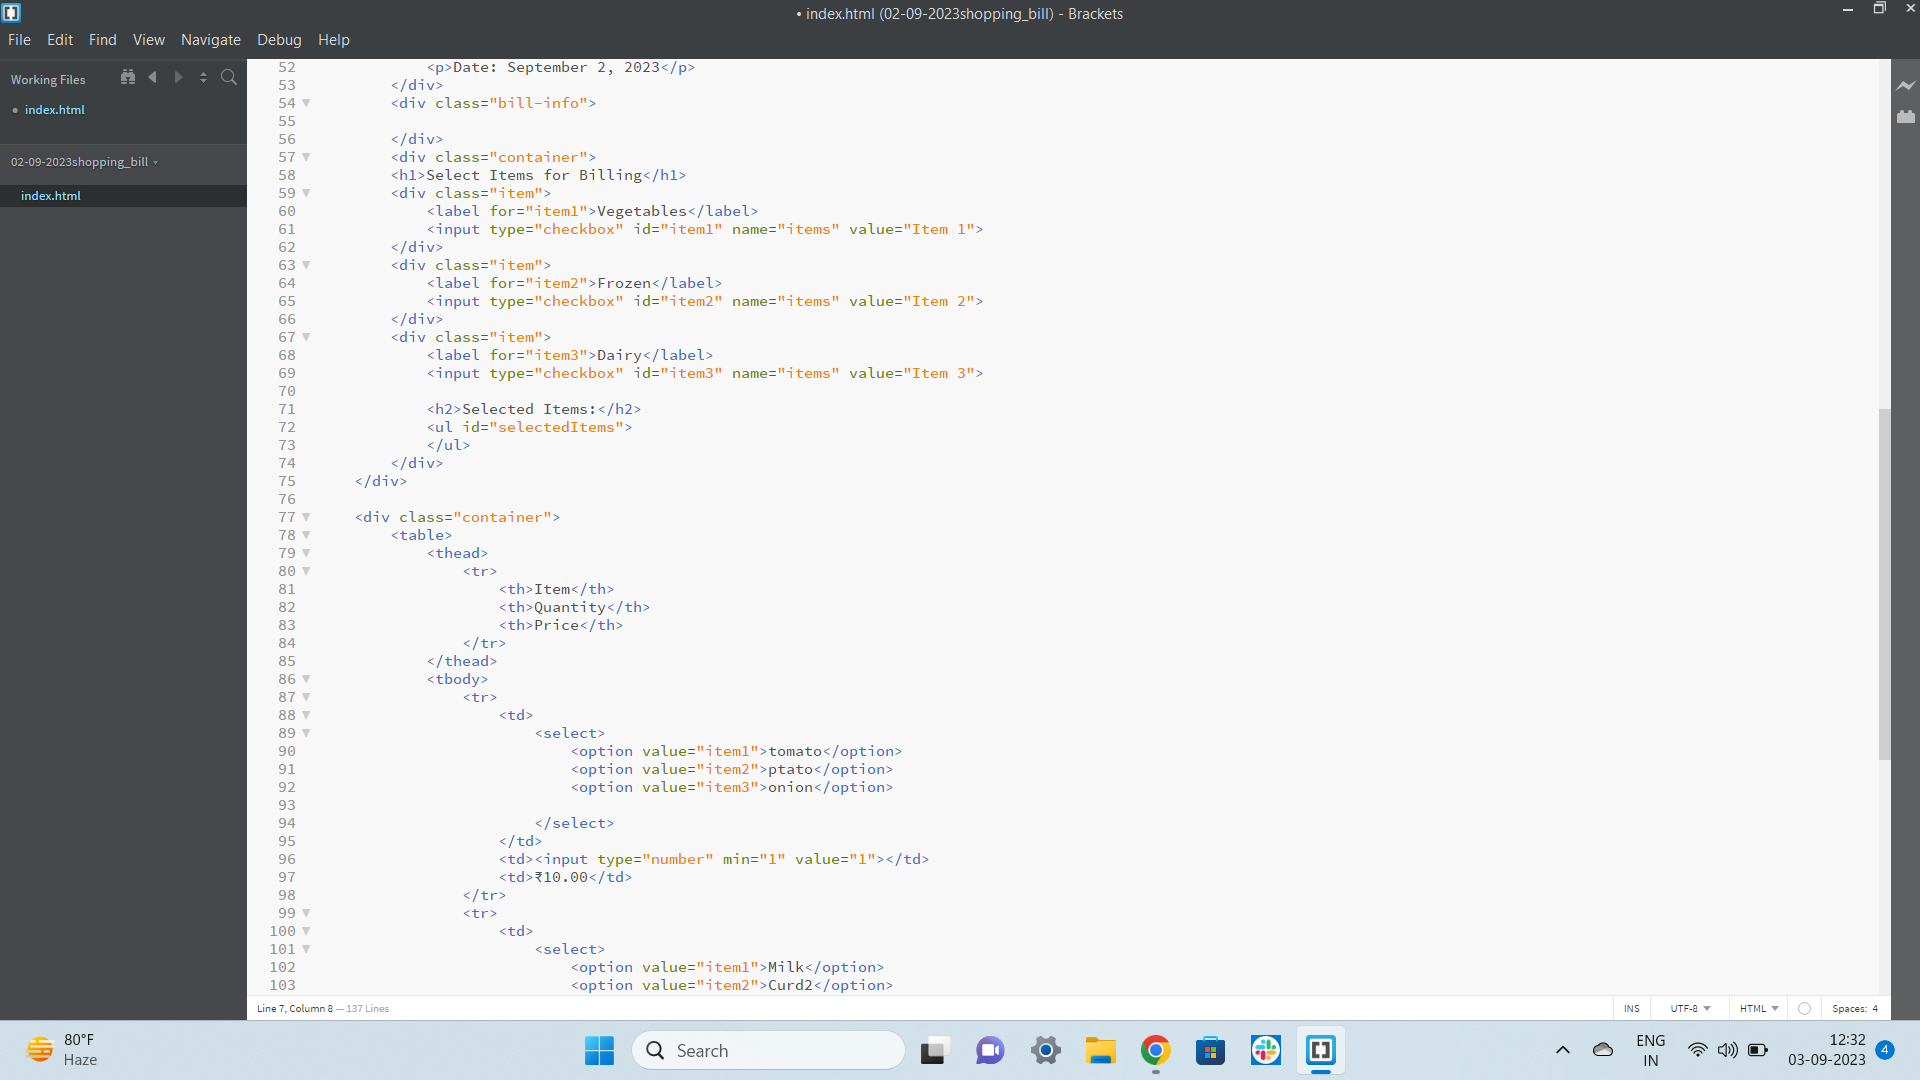 • index.html (02-09-2023shopping_bill) - Brackets
File Edit Find View Navigate Debug Help
Working Files
• index.html
02-09-2023shopping_bill
index.html
52 <p>Date: September 2, 2023</p>
53 </div>
54 <div class="bill-info">
55
56 </div>
57 <div class="container">
58 <h1>Select Items for Billing</h1>
59 <div class="item">
60 <label for="item1">Vegetables</label>
61 <input type="checkbox" id="item1" name="items" value="Item 1">
62 </div>
63 <div class="item">
64 <label for="item2">Frozen</label>
65 <input type="checkbox" id="item2" name="items" value="Item 2">
66 </div>
67 <div class="item">
68 <label for="item3">Dairy</label>
69 <input type="checkbox" id="item3" name="items" value="Item 3">
70
71 <h2>Selected Items:</h2>
72 <ul id="selectedItems">
73 </ul>
74 </div>
75 </div>
76
77 <div class="container">
78 <table>
79 <thead>
80 <tr>
81 <th>Item</th>
82 <th>Quantity</th>
83 <th>Price</th>
84 </tr>
85 </thead>
86 <tbody>
87 <tr>
88 <td>
89 <select>
90 <option value="item1">tomato</option>
91 <option value="item2">ptato</option>
92 <option value="item3">onion</option>
93
94 </select>
95 </td>
96 <td><input type="number" min="1" value="1"></td>
97 <td>₹10.00</td>
98 </tr>
99 <tr>
100 <td>
101 <select>
102 <option value="item1">Milk</option>
103 <option value="item2">Curd2</option>
Line 7, Column 8 — 137 Lines
INS UTF-8 HTML Spaces: 4
80°F
Haze
Search
ENG
IN
12:32
03-09-2023
4